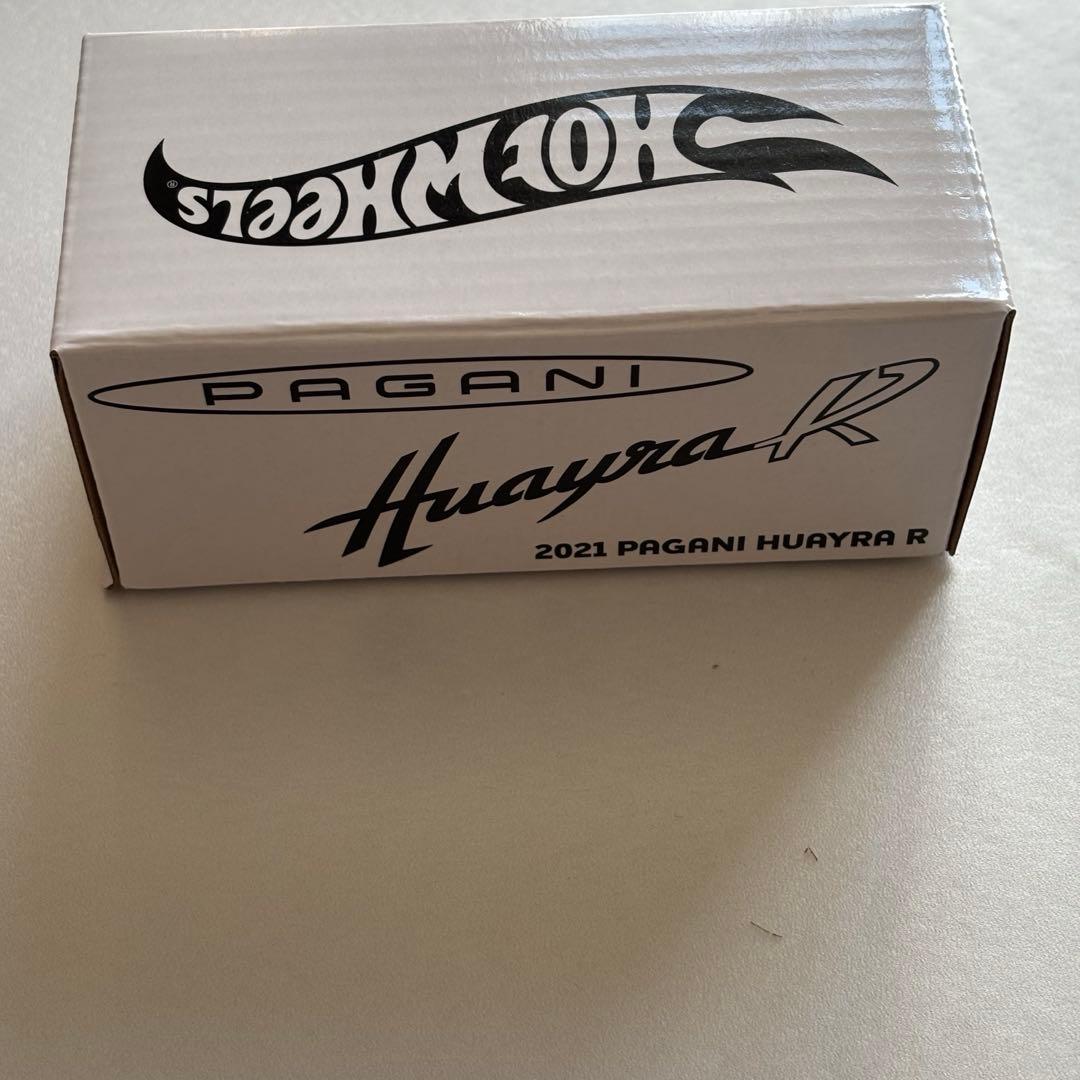 HOT WHEELS ®
PAGANI
Huayra R
2021 PAGANI HUAYRA R